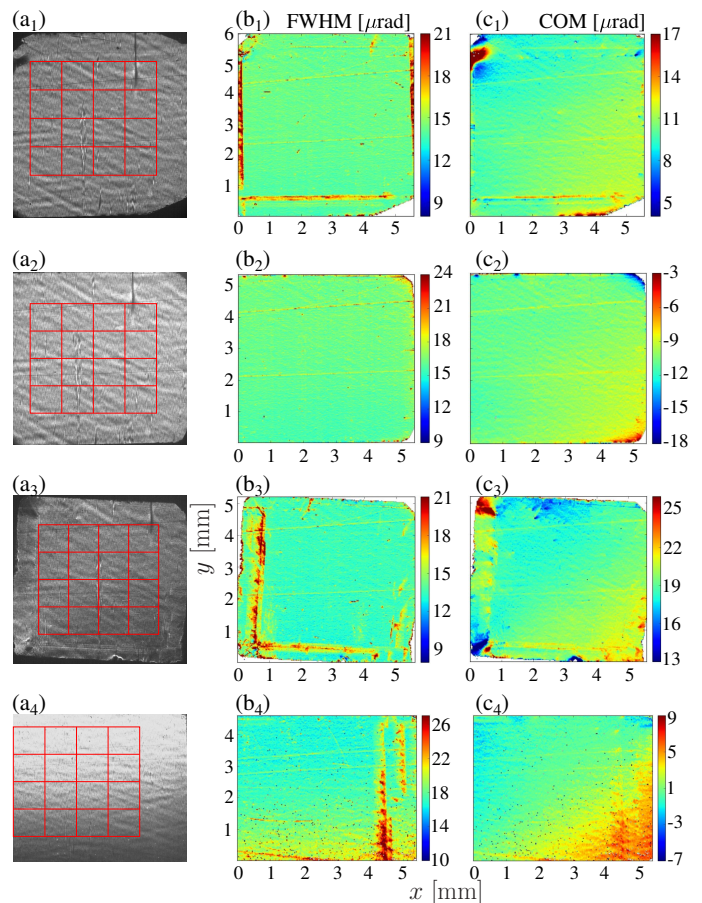 (a₁) (b₁) FWHM [μrad] (c₁) COM [μrad]
6 5 4 3 2 1 0 1 2 3 4 5
21 18 15 12 9
0 1 2 3 4 5
17 14 11 8 5
(a₂) (b₂) (c₂)
5 4 3 2 1 0 1 2 3 4 5
24 21 18 15 12 9
0 1 2 3 4 5
-3 -6 -9 -12 -15 -18
(a₃) (b₃) (c₃)
y [mm]
5 4 3 2 1 0 1 2 3 4 5
21 18 15 12 9
0 1 2 3 4 5
25 22 19 16 13
(a₄) (b₄) (c₄)
4 3 2 1 0 1 2 3 4 5
26 22 18 14 10
0 1 2 3 4 5
9 5 1 -3 -7
x [mm]